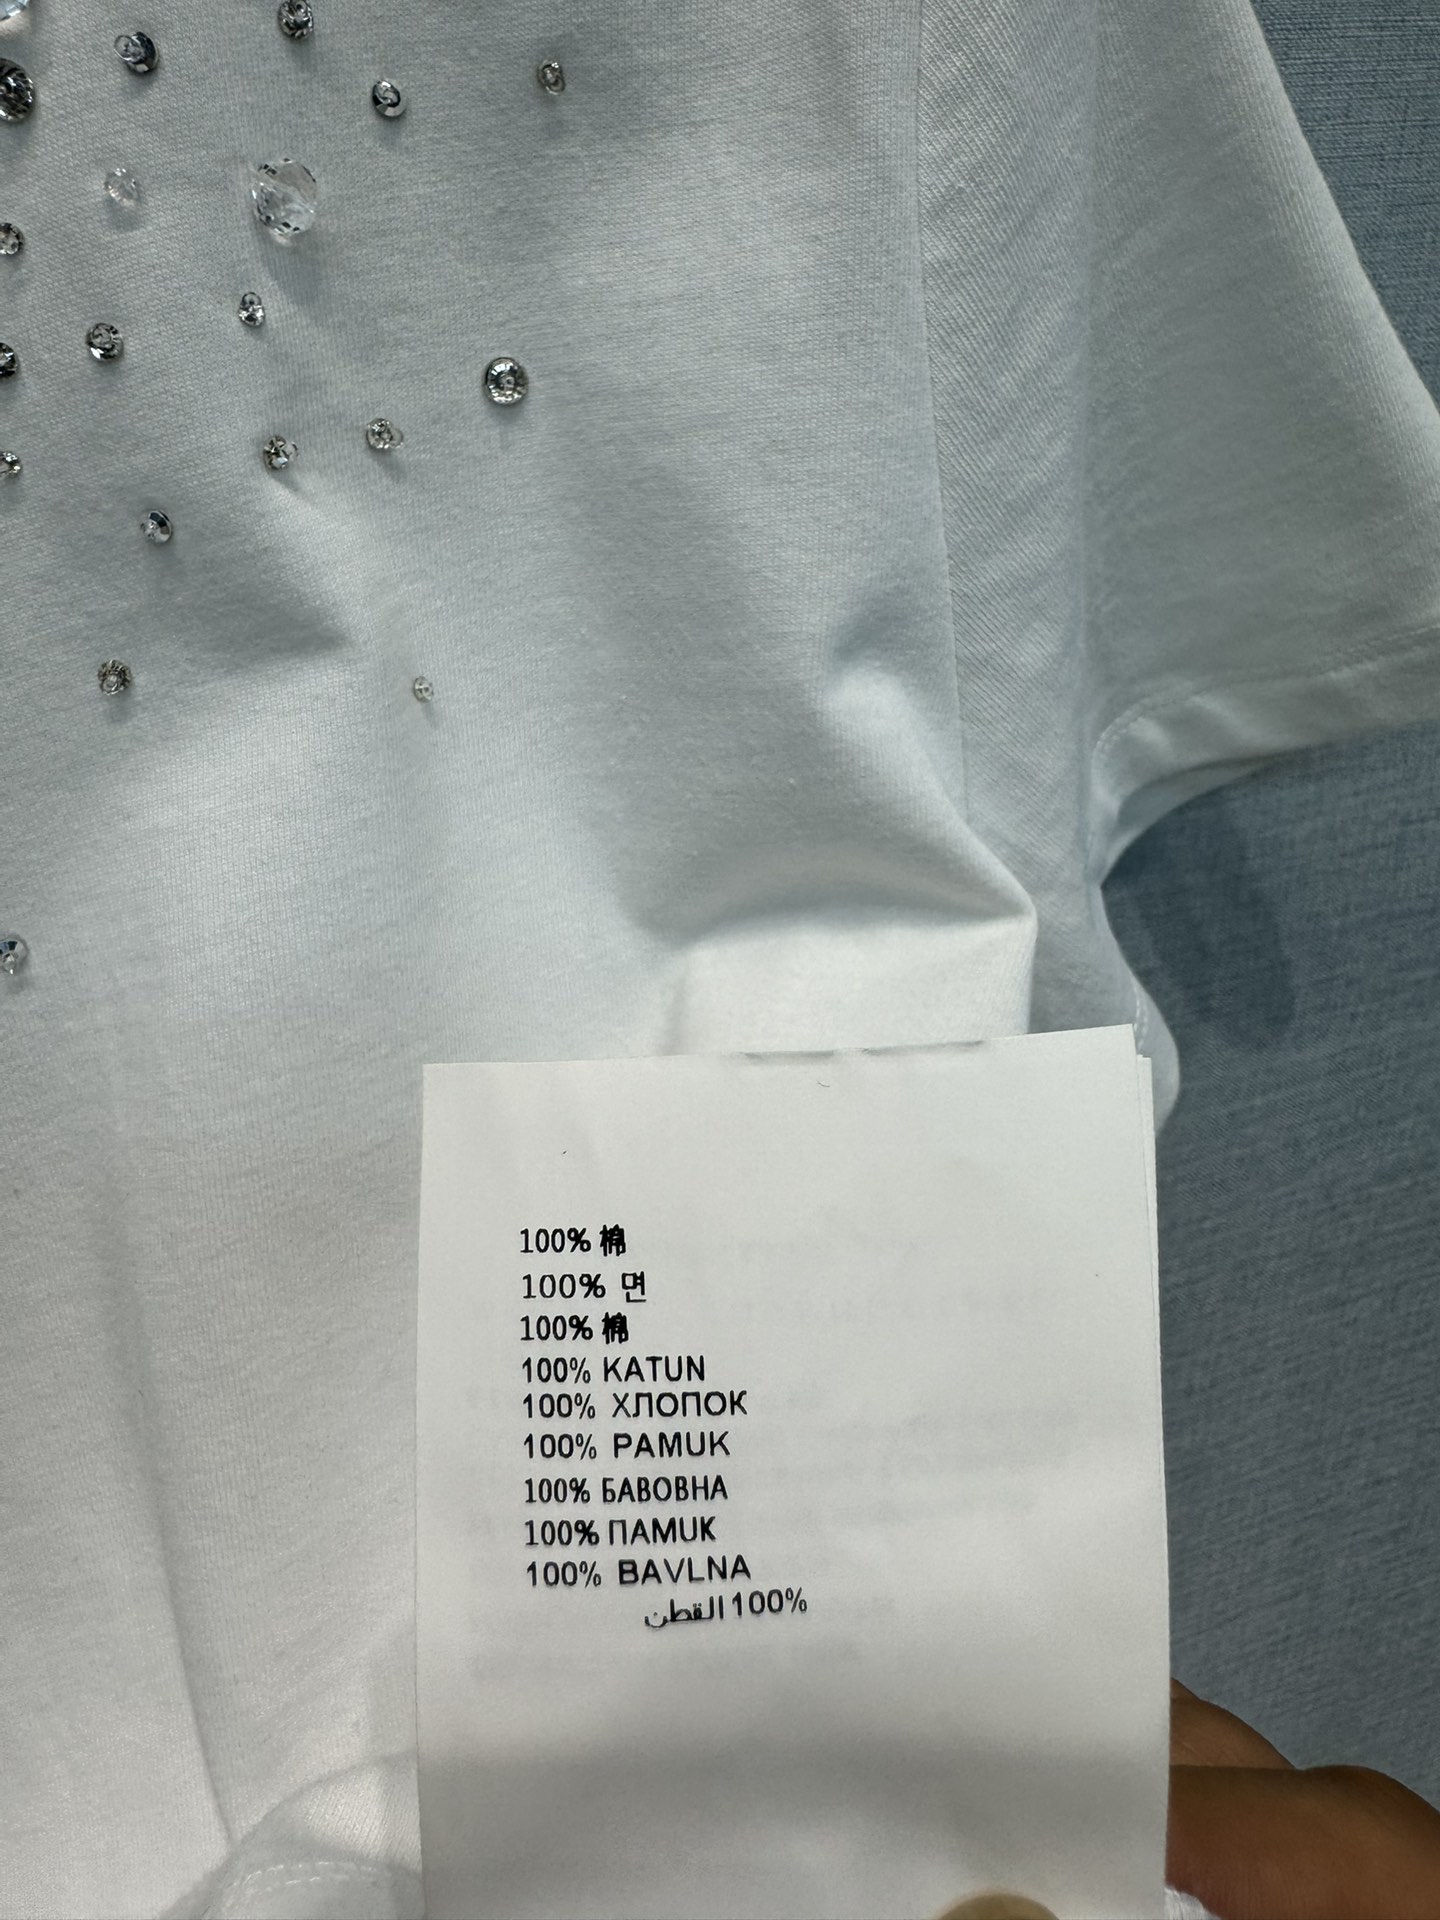 100% 棉
100% 면
100% 棉
100% KATUN
100% ХЛОПОК
100% PAMUK
100% БАВОВНА
100% ПАМUK
100% BAVLNA
100% القطن